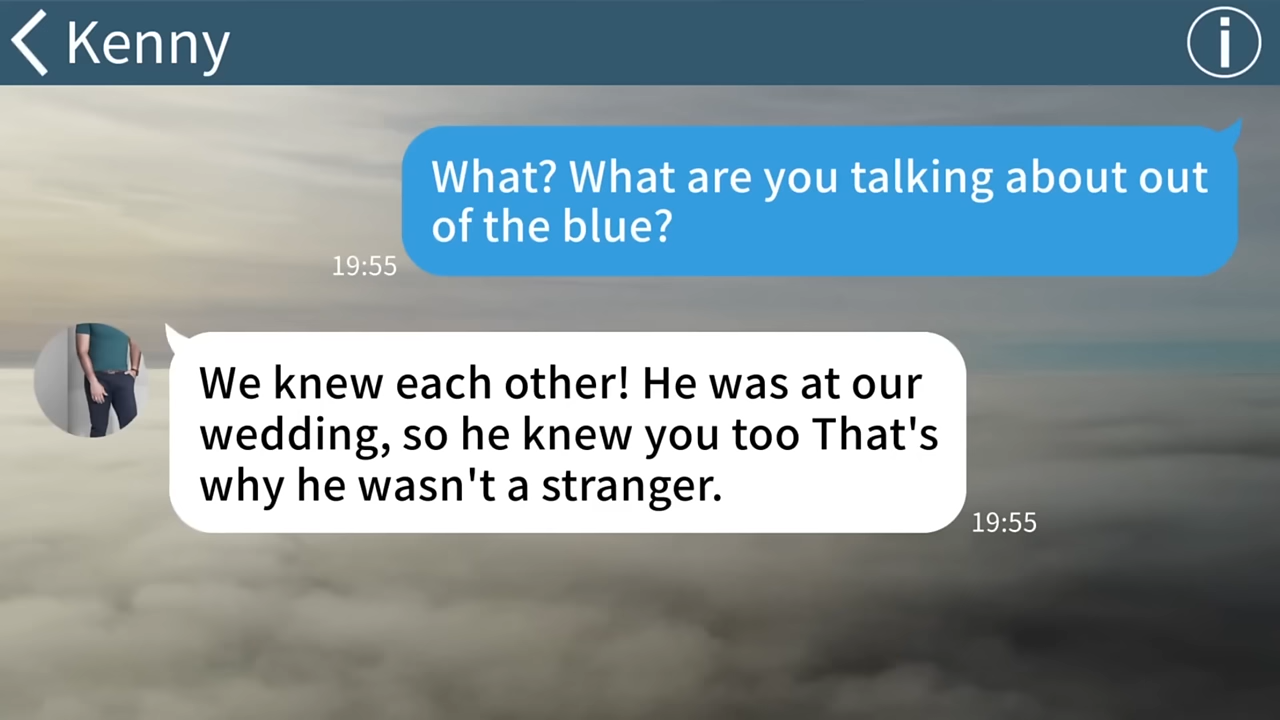 Kenny
What? What are you talking about out
of the blue?
19:55
We knew each other! He was at our
wedding, so he knew you too That's
why he wasn't a stranger.
19:55